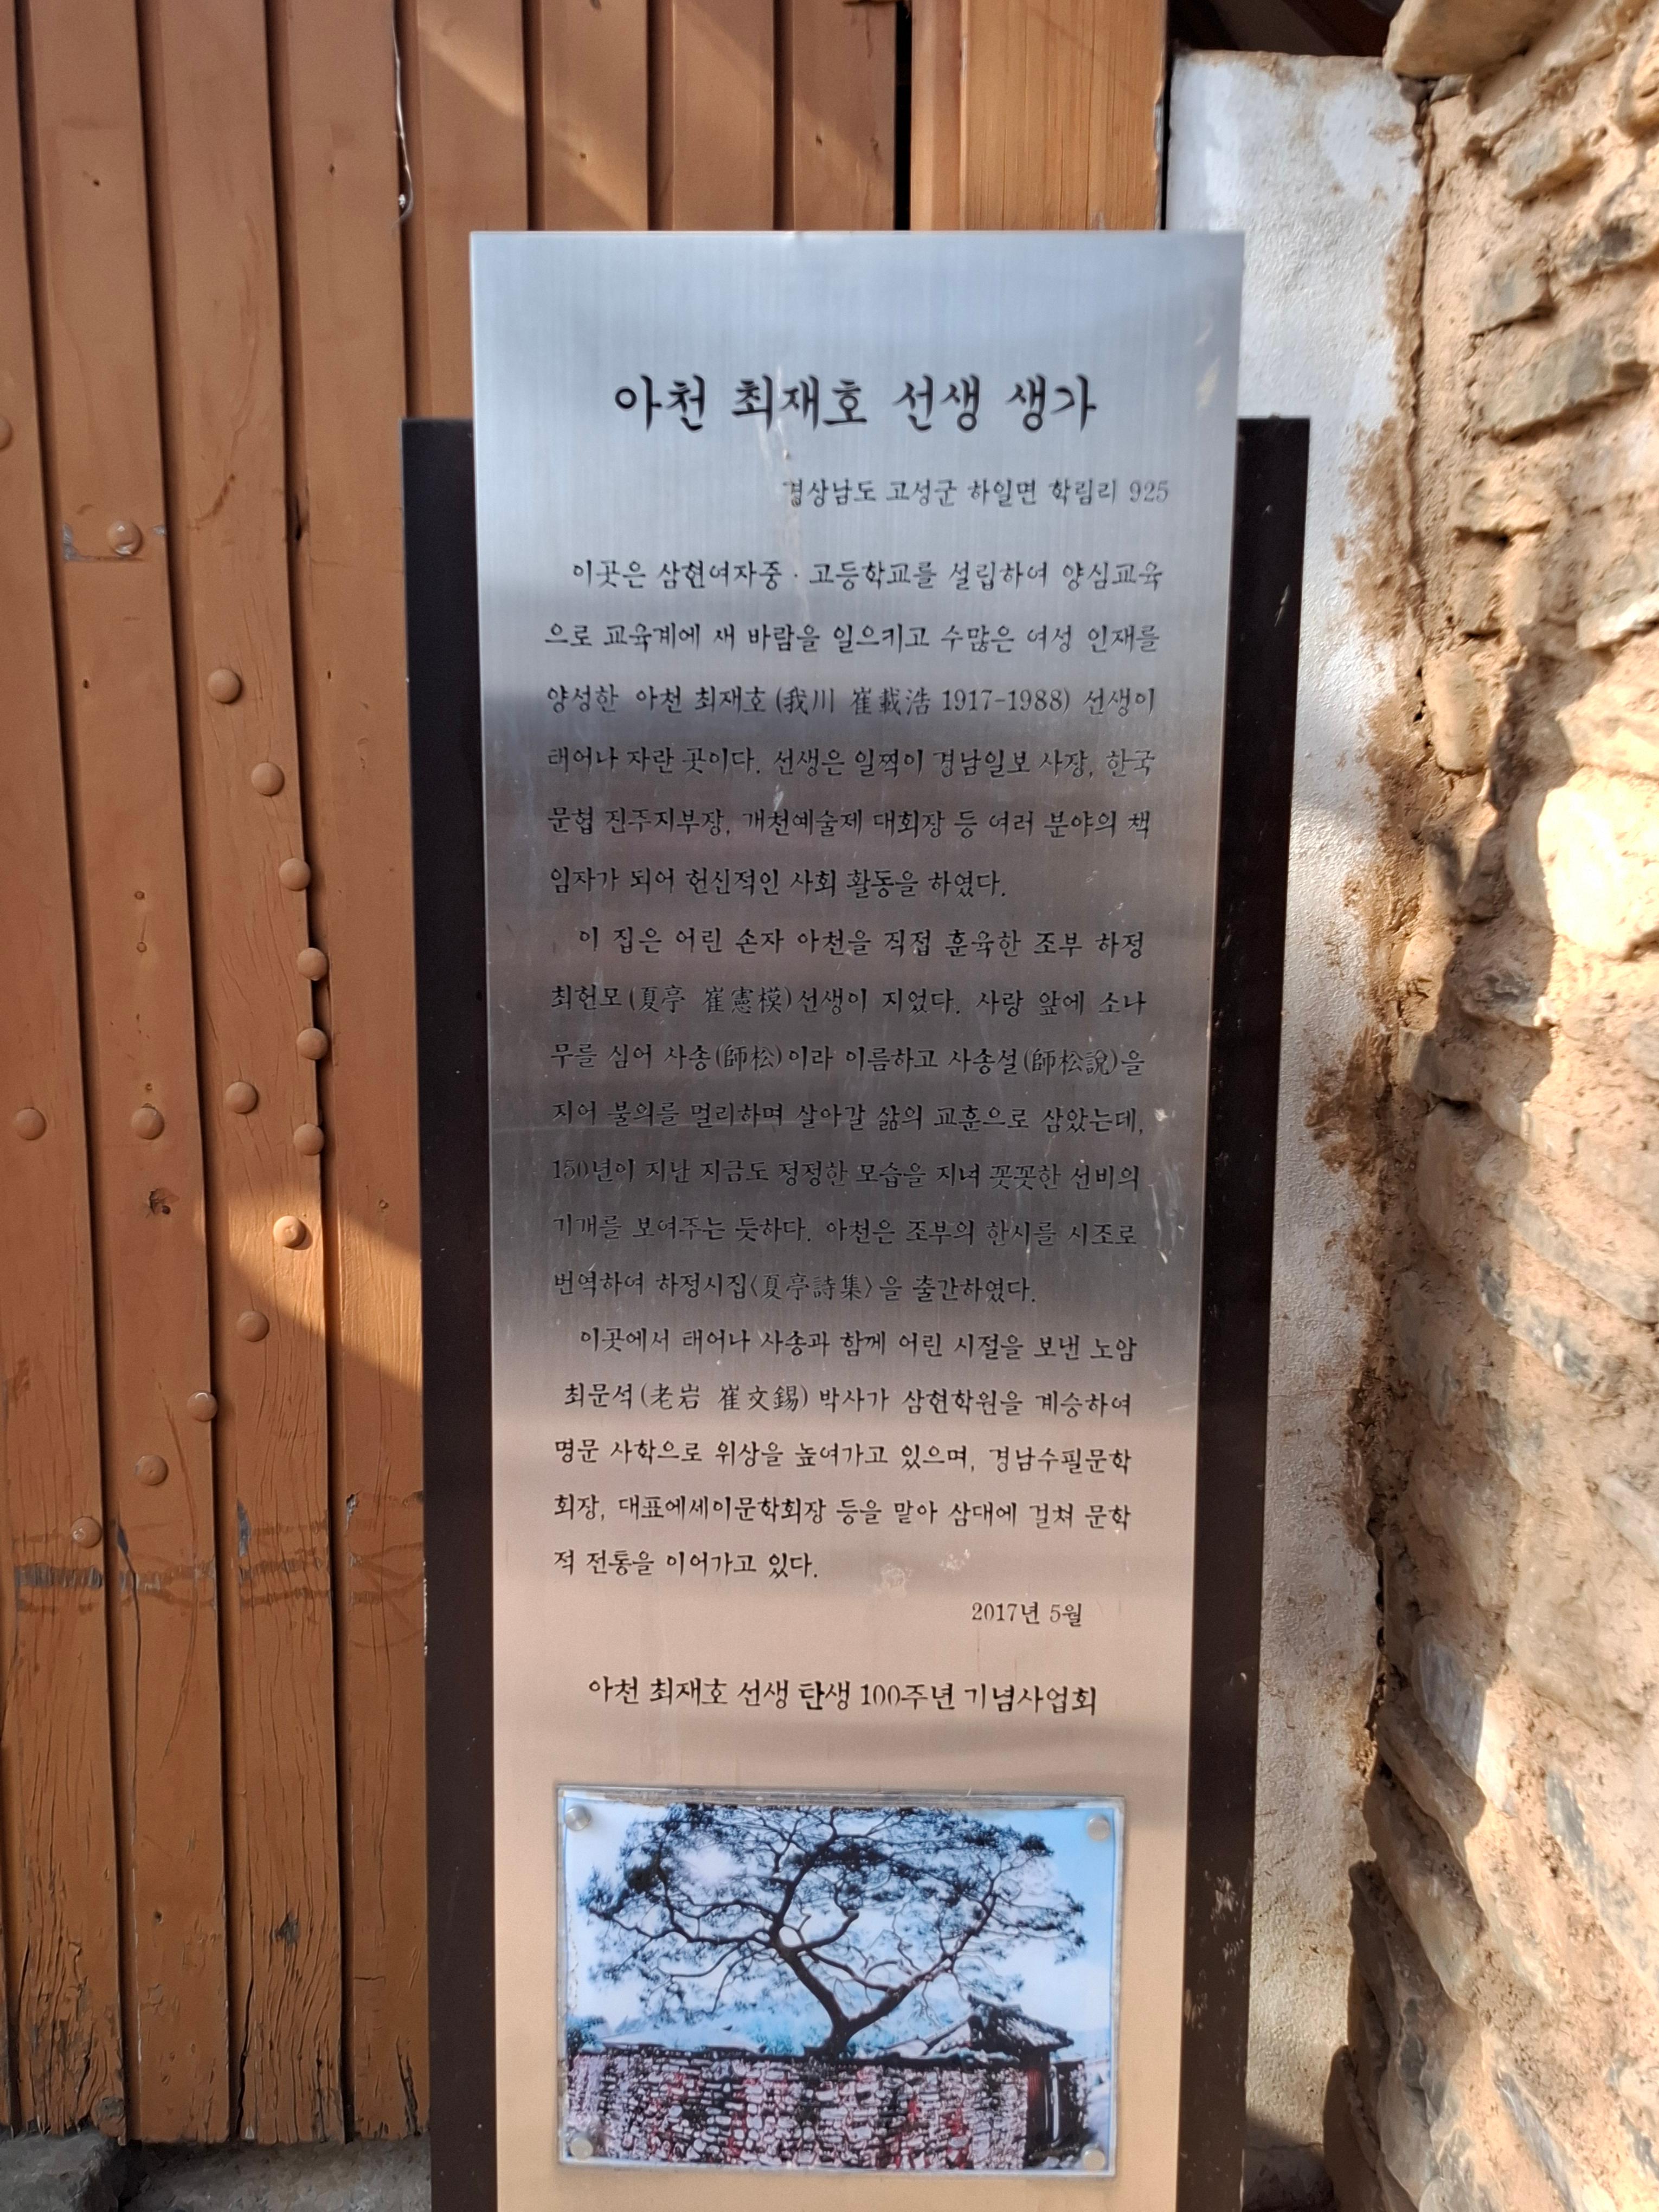 아천 최재호 선생 생가
경상남도 고성군 하일면 학림리 925
이곳은 삼현여자중·고등학교를 설립하여 양심교육
으로 교육계에 새 바람을 일으키고 수많은 여성 인재를
양성한 아천 최재호(我川 崔載浩 1917-1988) 선생이
태어나 자란 곳이다. 선생은 일찍이 경남일보 사장, 한국
문협 진주지부장, 개천예술제 대회장 등 여러 분야의 책
임자가 되어 헌신적인 사회 활동을 하였다.
이 집은 어린 손자 아천을 직접 훈육한 조부 하정
최헌모(夏亭 崔憲模)선생이 지었다. 사랑 앞에 소나
무를 심어 사송(師松)이라 이름하고 사송설(師松說)을
지어 불의를 멀리하며 살아갈 삶의 교훈으로 삼았는데,
150년이 지난 지금도 정정한 모습을 지녀 꼿꼿한 선비의
기개를 보여주는 듯하다. 아천은 조부의 한시를 시조로
번역하여 하정시집〈夏亭詩集〉을 출간하였다.
이곳에서 태어나 사송과 함께 어린 시절을 보낸 노암
최문석(老岩 崔文錫) 박사가 삼현학원을 계승하여
명문 사학으로 위상을 높여가고 있으며, 경남수필문학
회장, 대표에세이문학회장 등을 맡아 삼대에 걸쳐 문학
적 전통을 이어가고 있다.
2017년 5월
아천 최재호 선생 탄생 100주년 기념사업회